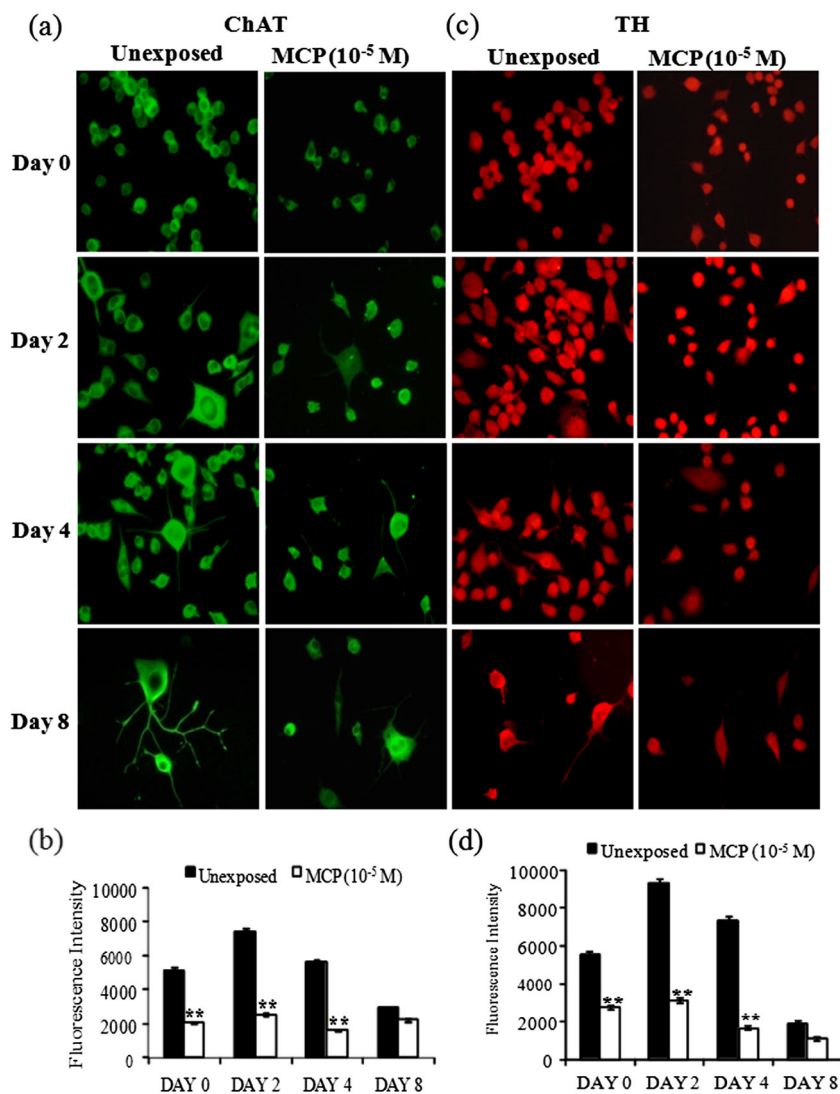 (a) ChAT (c) TH
Unexposed MCP (10⁻⁵ M) Unexposed MCP (10⁻⁵ M)
Day 0
Day 2
Day 4
Day 8
(b)
Unexposed MCP (10⁻⁵ M)
Fluorescence Intensity
10000
8000
6000
4000
2000
0
** ** **
DAY 0 DAY 2 DAY 4 DAY 8
(d)
Unexposed MCP (10⁻⁵ M)
Fluorescence Intensity
10000
8000
6000
4000
2000
0
** ** **
DAY 0 DAY 2 DAY 4 DAY 8